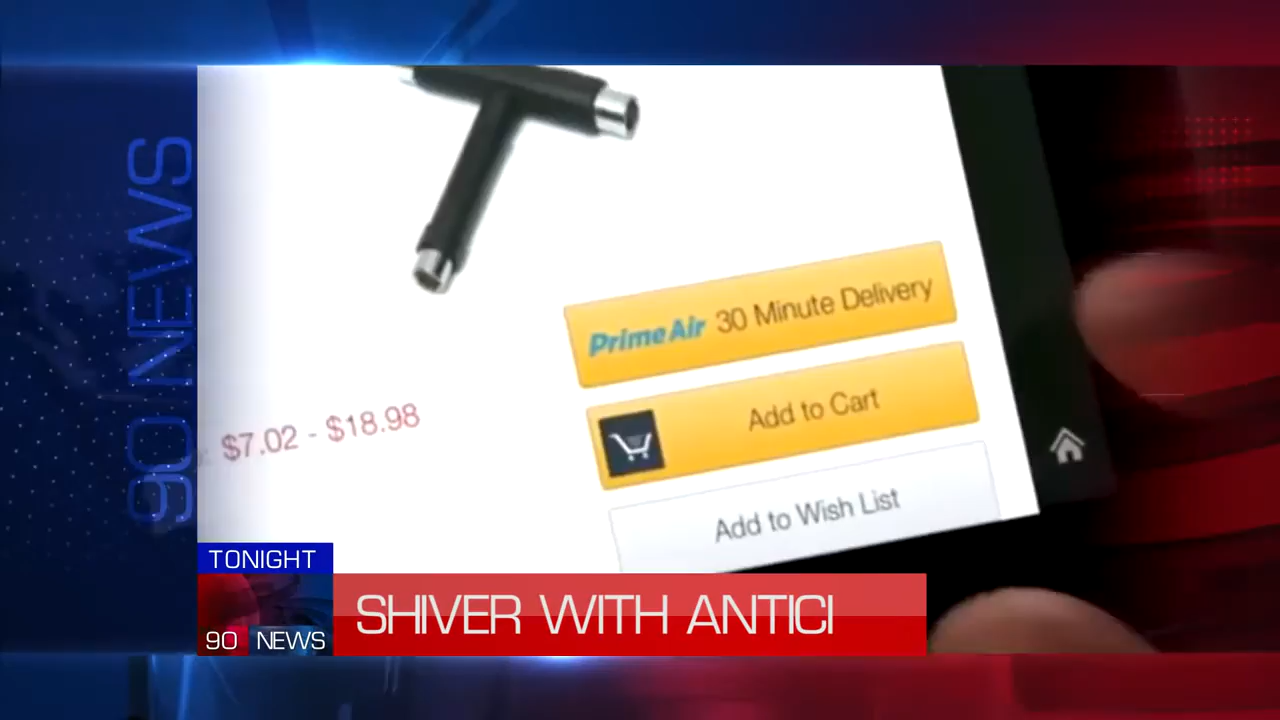 90 NEWS
PrimeAir 30 Minute Delivery
Add to Cart
$7.02 - $18.98
Add to Wish List
TONIGHT
SHIVER WITH ANTICI
90 NEWS